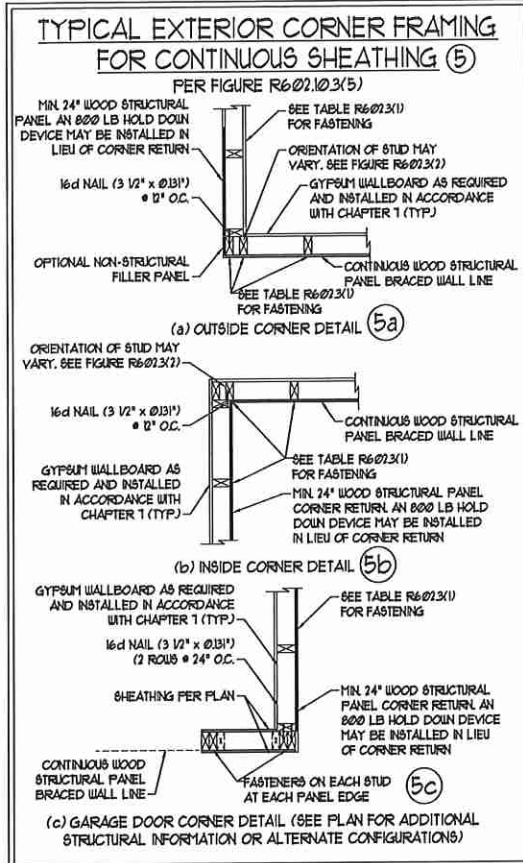 TYPICAL EXTERIOR CORNER FRAMING
FOR CONTINUOUS SHEATHING 5
PER FIGURE R602.10.3(5)
MIN. 24" WOOD STRUCTURAL
PANEL AN 800 LB HOLD DOWN
DEVICE MAY BE INSTALLED IN
LIEU OF CORNER RETURN
16d NAIL (3 1/2" x 0.131")
@ 12" O.C.
OPTIONAL NON-STRUCTURAL
FILLER PANEL
SEE TABLE R602.3(1)
FOR FASTENING
ORIENTATION OF STUD MAY
VARY. SEE FIGURE R602.3(2)
GYPSUM WALLBOARD AS REQUIRED
AND INSTALLED IN ACCORDANCE
WITH CHAPTER 7 (TYP.)
CONTINUOUS WOOD STRUCTURAL
PANEL BRACED WALL LINE
SEE TABLE R602.3(1)
FOR FASTENING
(a) OUTSIDE CORNER DETAIL 5a
ORIENTATION OF STUD MAY
VARY. SEE FIGURE R602.3(2)
16d NAIL (3 1/2" x 0.131")
@ 12" O.C.
GYPSUM WALLBOARD AS
REQUIRED AND INSTALLED
IN ACCORDANCE WITH
CHAPTER 7 (TYP.)
CONTINUOUS WOOD STRUCTURAL
PANEL BRACED WALL LINE
SEE TABLE R602.3(1)
FOR FASTENING
MIN. 24" WOOD STRUCTURAL PANEL
CORNER RETURN. AN 800 LB HOLD
DOWN DEVICE MAY BE INSTALLED
IN LIEU OF CORNER RETURN
(b) INSIDE CORNER DETAIL 5b
GYPSUM WALLBOARD AS REQUIRED
AND INSTALLED IN ACCORDANCE
WITH CHAPTER 7 (TYP.)
16d NAIL (3 1/2" x 0.131")
(2 ROWS @ 24" O.C.
SHEATHING PER PLAN
CONTINUOUS WOOD
STRUCTURAL PANEL
BRACED WALL LINE
SEE TABLE R602.3(1)
FOR FASTENING
MIN. 24" WOOD STRUCTURAL
PANEL CORNER RETURN. AN
800 LB HOLD DOWN DEVICE
MAY BE INSTALLED IN LIEU
OF CORNER RETURN
FASTENERS ON EACH STUD
AT EACH PANEL EDGE
5c
(c) GARAGE DOOR CORNER DETAIL (SEE PLAN FOR ADDITIONAL
STRUCTURAL INFORMATION OR ALTERNATE CONFIGURATIONS)